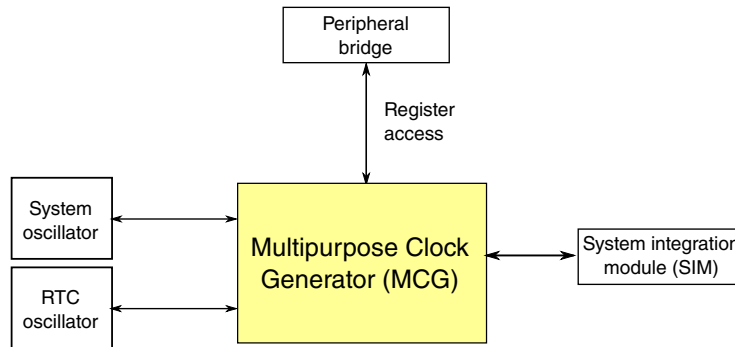 Peripheral
bridge
Register
access
System
oscillator
Multipurpose Clock
Generator (MCG)
System integration
module (SIM)
RTC
oscillator